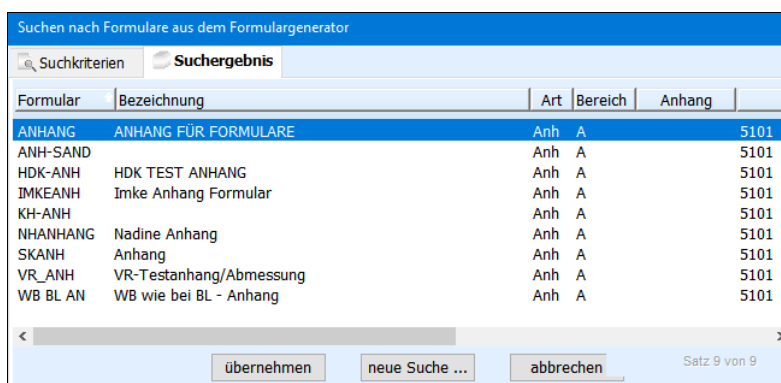 Suchen nach Formulare aus dem Formulargenerator
Suchkriterien Suchergebnis
Formular Bezeichnung Art Bereich Anhang
ANHANG ANHANG FÜR FORMULARE Anh A 5101
ANH-SAND Anh A 5101
HDK-ANH HDK TEST ANHANG Anh A 5101
IMKEANH Imke Anhang Formular Anh A 5101
KH-ANH Anh A 5101
NHANHANG Nadine Anhang Anh A 5101
SKANH Anhang Anh A 5101
VR_ANH VR-Testanhang/Abmessung Anh A 5101
WB BL AN WB wie bei BL - Anhang Anh A 5101
übernehmen neue Suche ... abbrechen Satz 9 von 9